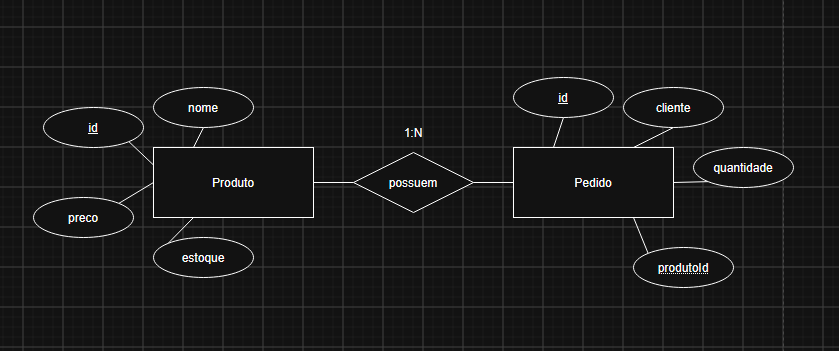 id
nome
Produto
preco
estoque
1:N
possuem
id
cliente
Pedido
quantidade
produtoId